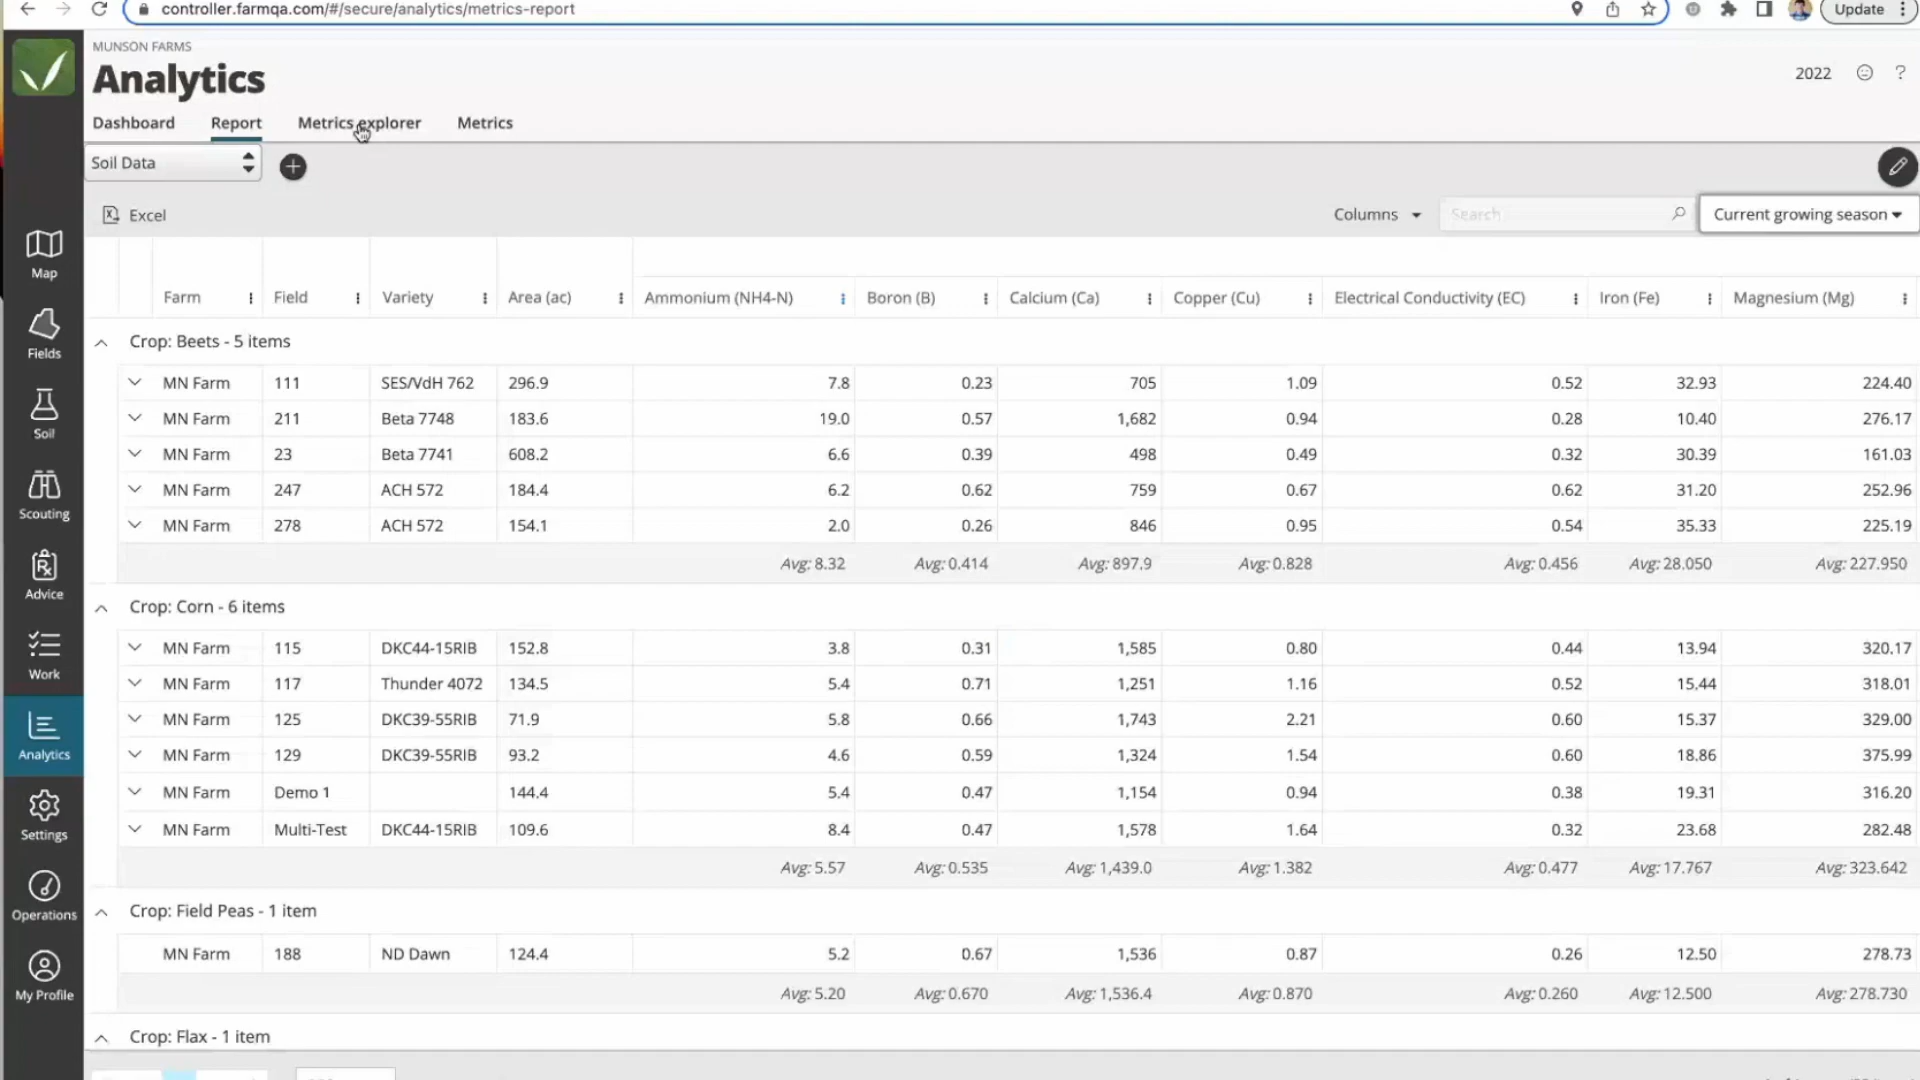 controller.farmqa.com/#/secure/analytics/metrics-report
Update
MUNSON FARMS
Analytics
2022
?
Dashboard Report Metrics explorer Metrics
Soil Data
Excel
Columns
Search
Current growing season
Map
Fields
Soil
Scouting
Advice
Work
Analytics
Settings
Operations
My Profile
Farm Field Variety Area (ac) Ammonium (NH4-N) Boron (B) Calcium (Ca) Copper (Cu) Electrical Conductivity (EC) Iron (Fe) Magnesium (Mg)
Crop: Beets - 5 items
MN Farm 111 SES/VdH 762 296.9 7.8 0.23 705 1.09 0.52 32.93 224.40
MN Farm 211 Beta 7748 183.6 19.0 0.57 1,682 0.94 0.28 10.40 276.17
MN Farm 23 Beta 7741 608.2 6.6 0.39 498 0.49 0.32 30.39 161.03
MN Farm 247 ACH 572 184.4 6.2 0.62 759 0.67 0.62 31.20 252.96
MN Farm 278 ACH 572 154.1 2.0 0.26 846 0.95 0.54 35.33 225.19
Avg: 8.32 Avg: 0.414 Avg: 897.9 Avg: 0.828 Avg: 0.456 Avg: 28.050 Avg: 227.950
Crop: Corn - 6 items
MN Farm 115 DKC44-15RIB 152.8 3.8 0.31 1,585 0.80 0.44 13.94 320.17
MN Farm 117 Thunder 4072 134.5 5.4 0.71 1,251 1.16 0.52 15.44 318.01
MN Farm 125 DKC39-55RIB 71.9 5.8 0.66 1,743 2.21 0.60 15.37 329.00
MN Farm 129 DKC39-55RIB 93.2 4.6 0.59 1,324 1.54 0.60 18.86 375.99
MN Farm Demo 1 144.4 5.4 0.47 1,154 0.94 0.38 19.31 316.20
MN Farm Multi-Test DKC44-15RIB 109.6 8.4 0.47 1,578 1.64 0.32 23.68 282.48
Avg: 5.57 Avg: 0.535 Avg: 1,439.0 Avg: 1.382 Avg: 0.477 Avg: 17.767 Avg: 323.642
Crop: Field Peas - 1 item
MN Farm 188 ND Dawn 124.4 5.2 0.67 1,536 0.87 0.26 12.50 278.73
Avg: 5.20 Avg: 0.670 Avg: 1,536.4 Avg: 0.870 Avg: 0.260 Avg: 12.500 Avg: 278.730
Crop: Flax - 1 item